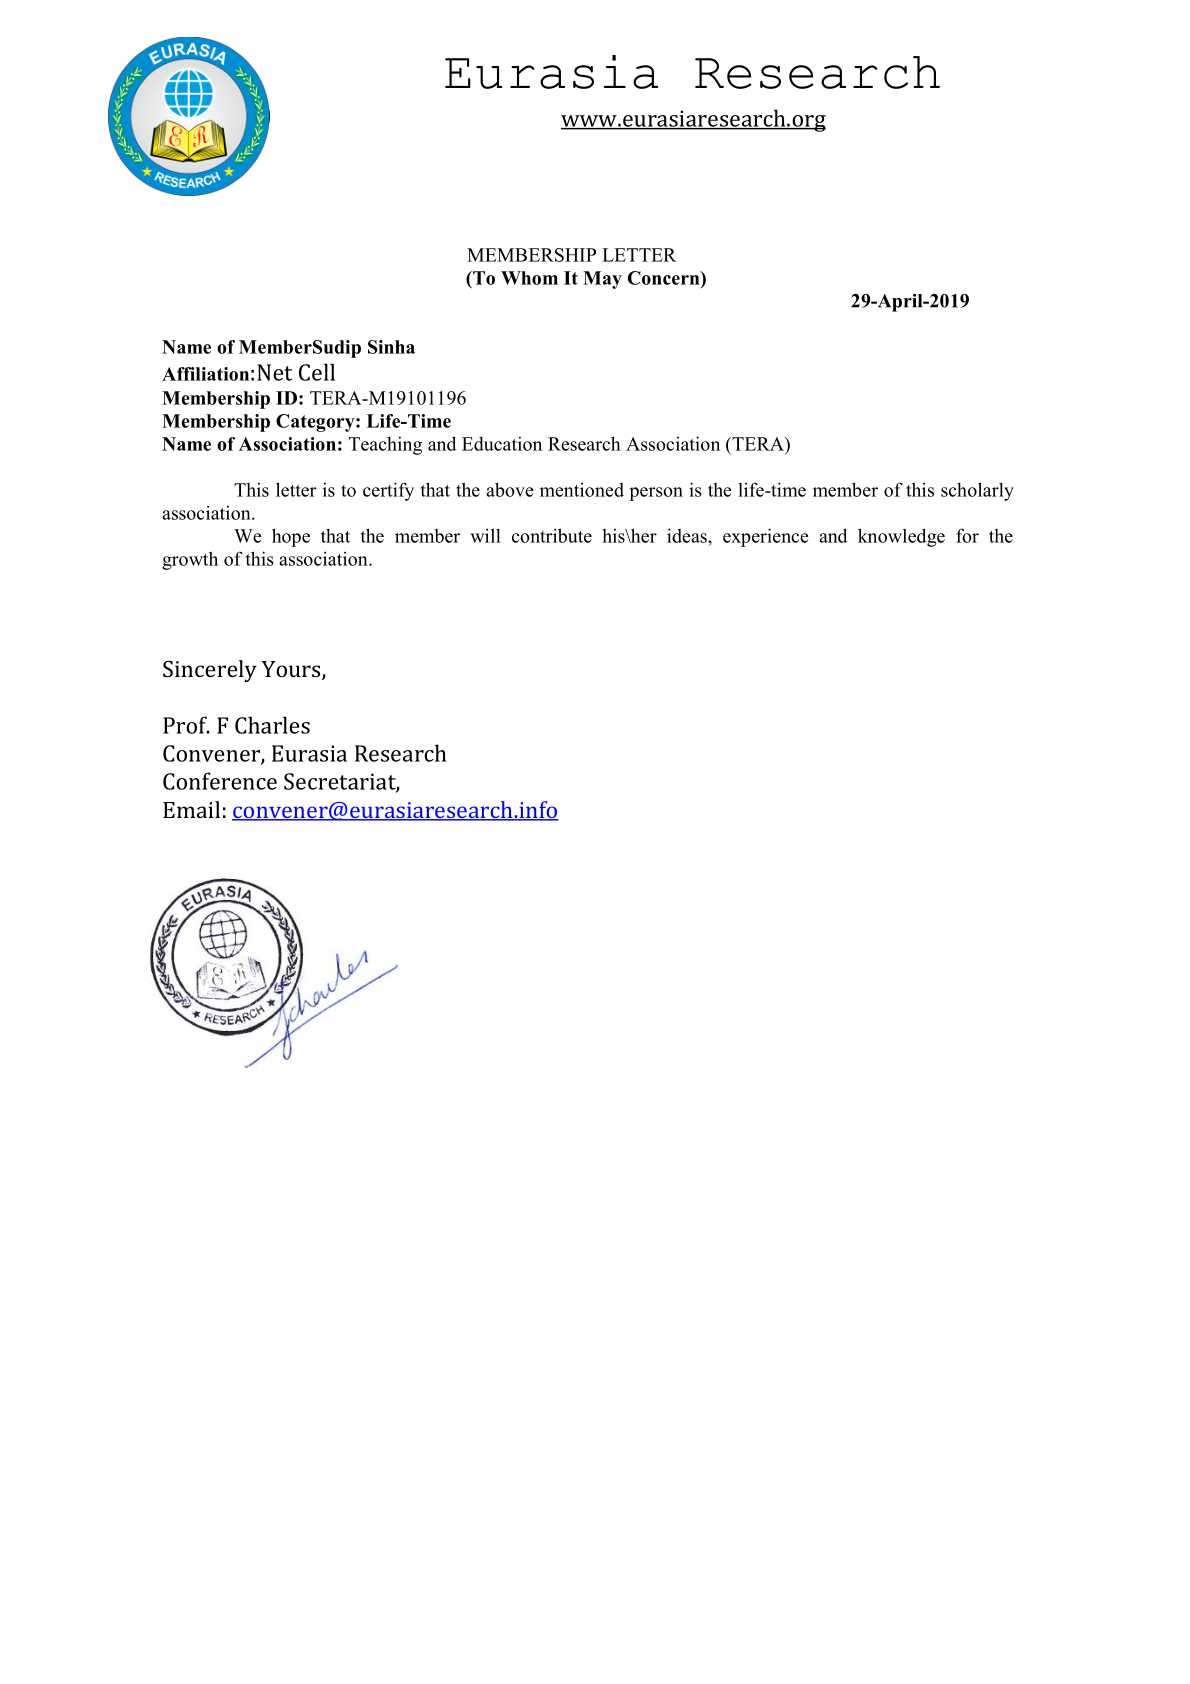 EURASIA
E R
RESEARCH
Eurasia Research
www.eurasiaresearch.org
MEMBERSHIP LETTER
(To Whom It May Concern)
29-April-2019
Name of MemberSudip Sinha
Affiliation:Net Cell
Membership ID: TERA-M19101196
Membership Category: Life-Time
Name of Association: Teaching and Education Research Association (TERA)
This letter is to certify that the above mentioned person is the life-time member of this scholarly
association.
We hope that the member will contribute his\her ideas, experience and knowledge for the
growth of this association.
Sincerely Yours,
Prof. F Charles
Convener, Eurasia Research
Conference Secretariat,
Email: convener@eurasiaresearch.info
EURASIA
E R
RESEARCH
fcharles